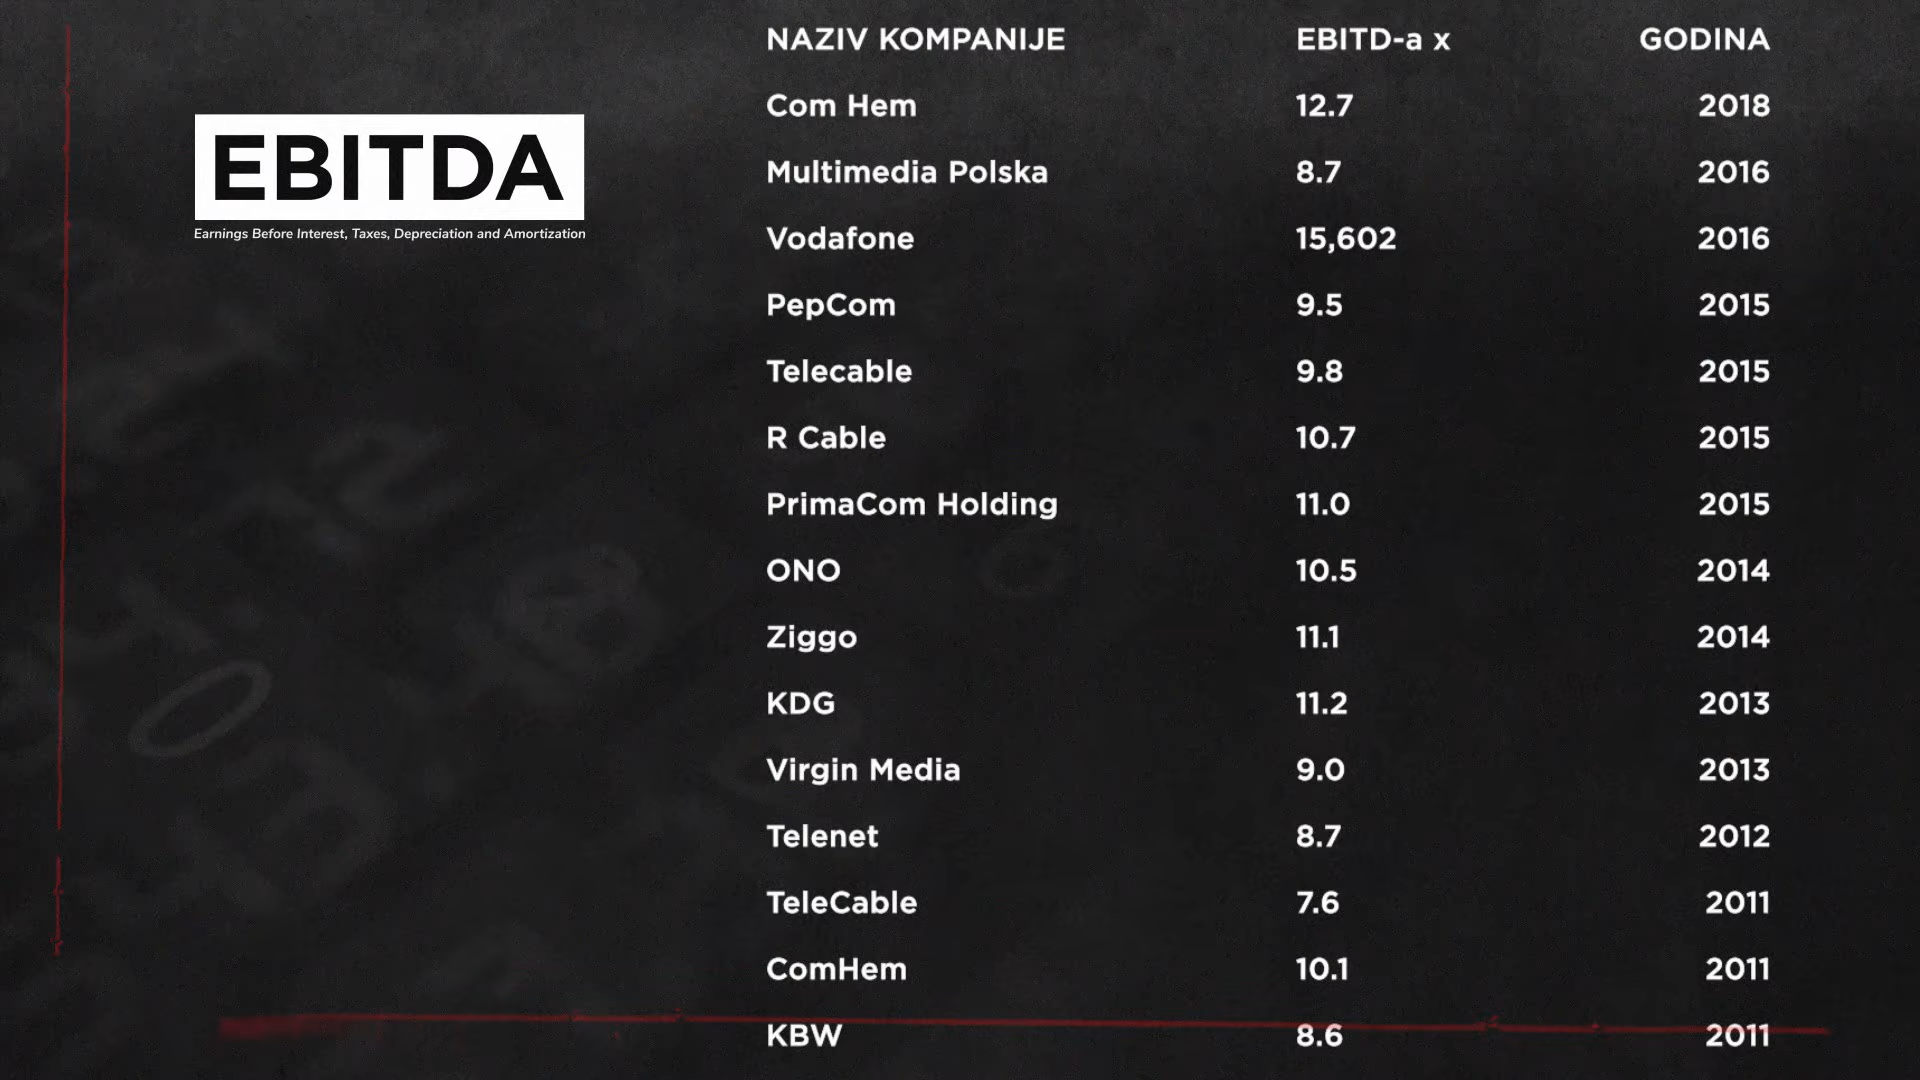 EBITDA
Earnings Before Interest, Taxes, Depreciation and Amortization
NAZIV KOMPANIJE EBITD-a x GODINA
Com Hem 12.7 2018
Multimedia Polska 8.7 2016
Vodafone 15,602 2016
PepCom 9.5 2015
Telecable 9.8 2015
R Cable 10.7 2015
PrimaCom Holding 11.0 2015
ONO 10.5 2014
Ziggo 11.1 2014
KDG 11.2 2013
Virgin Media 9.0 2013
Telenet 8.7 2012
TeleCable 7.6 2011
ComHem 10.1 2011
KBW 8.6 2011